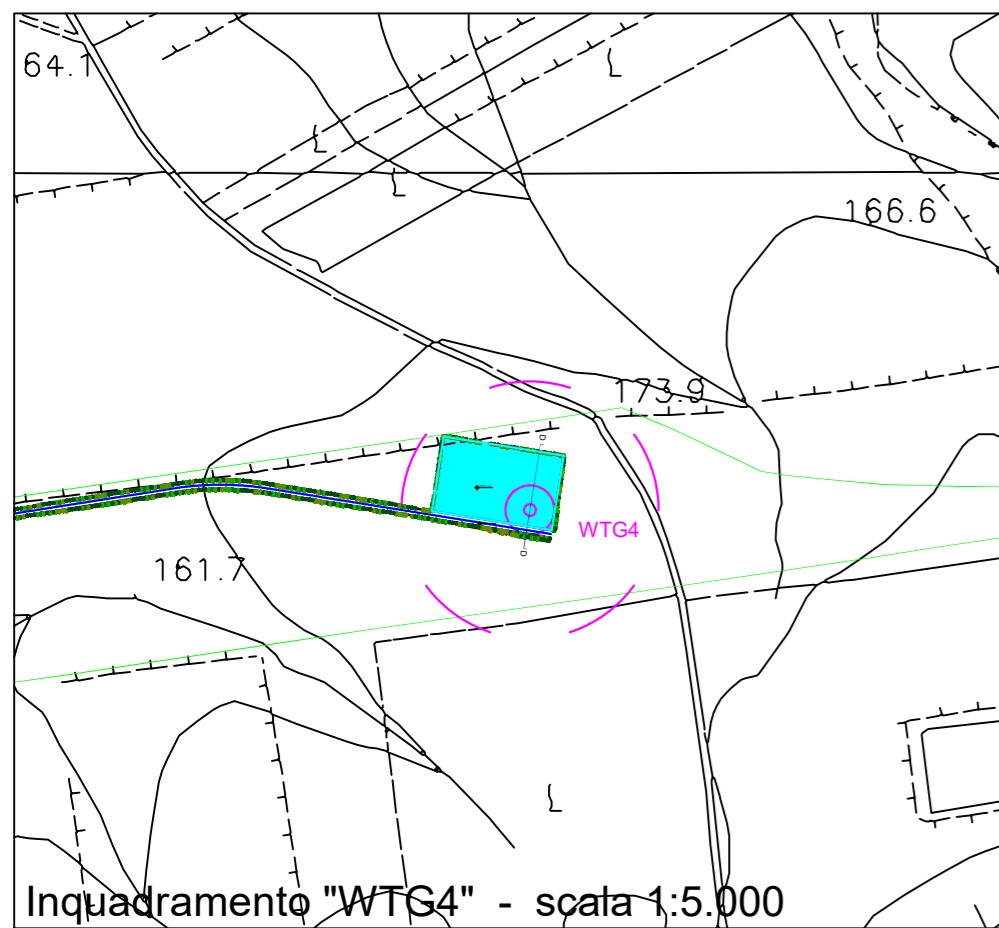 64.1
166.6
173.9
D
WTG4
D
161.7
Inquadramento "WTG4" - scala 1:5.000